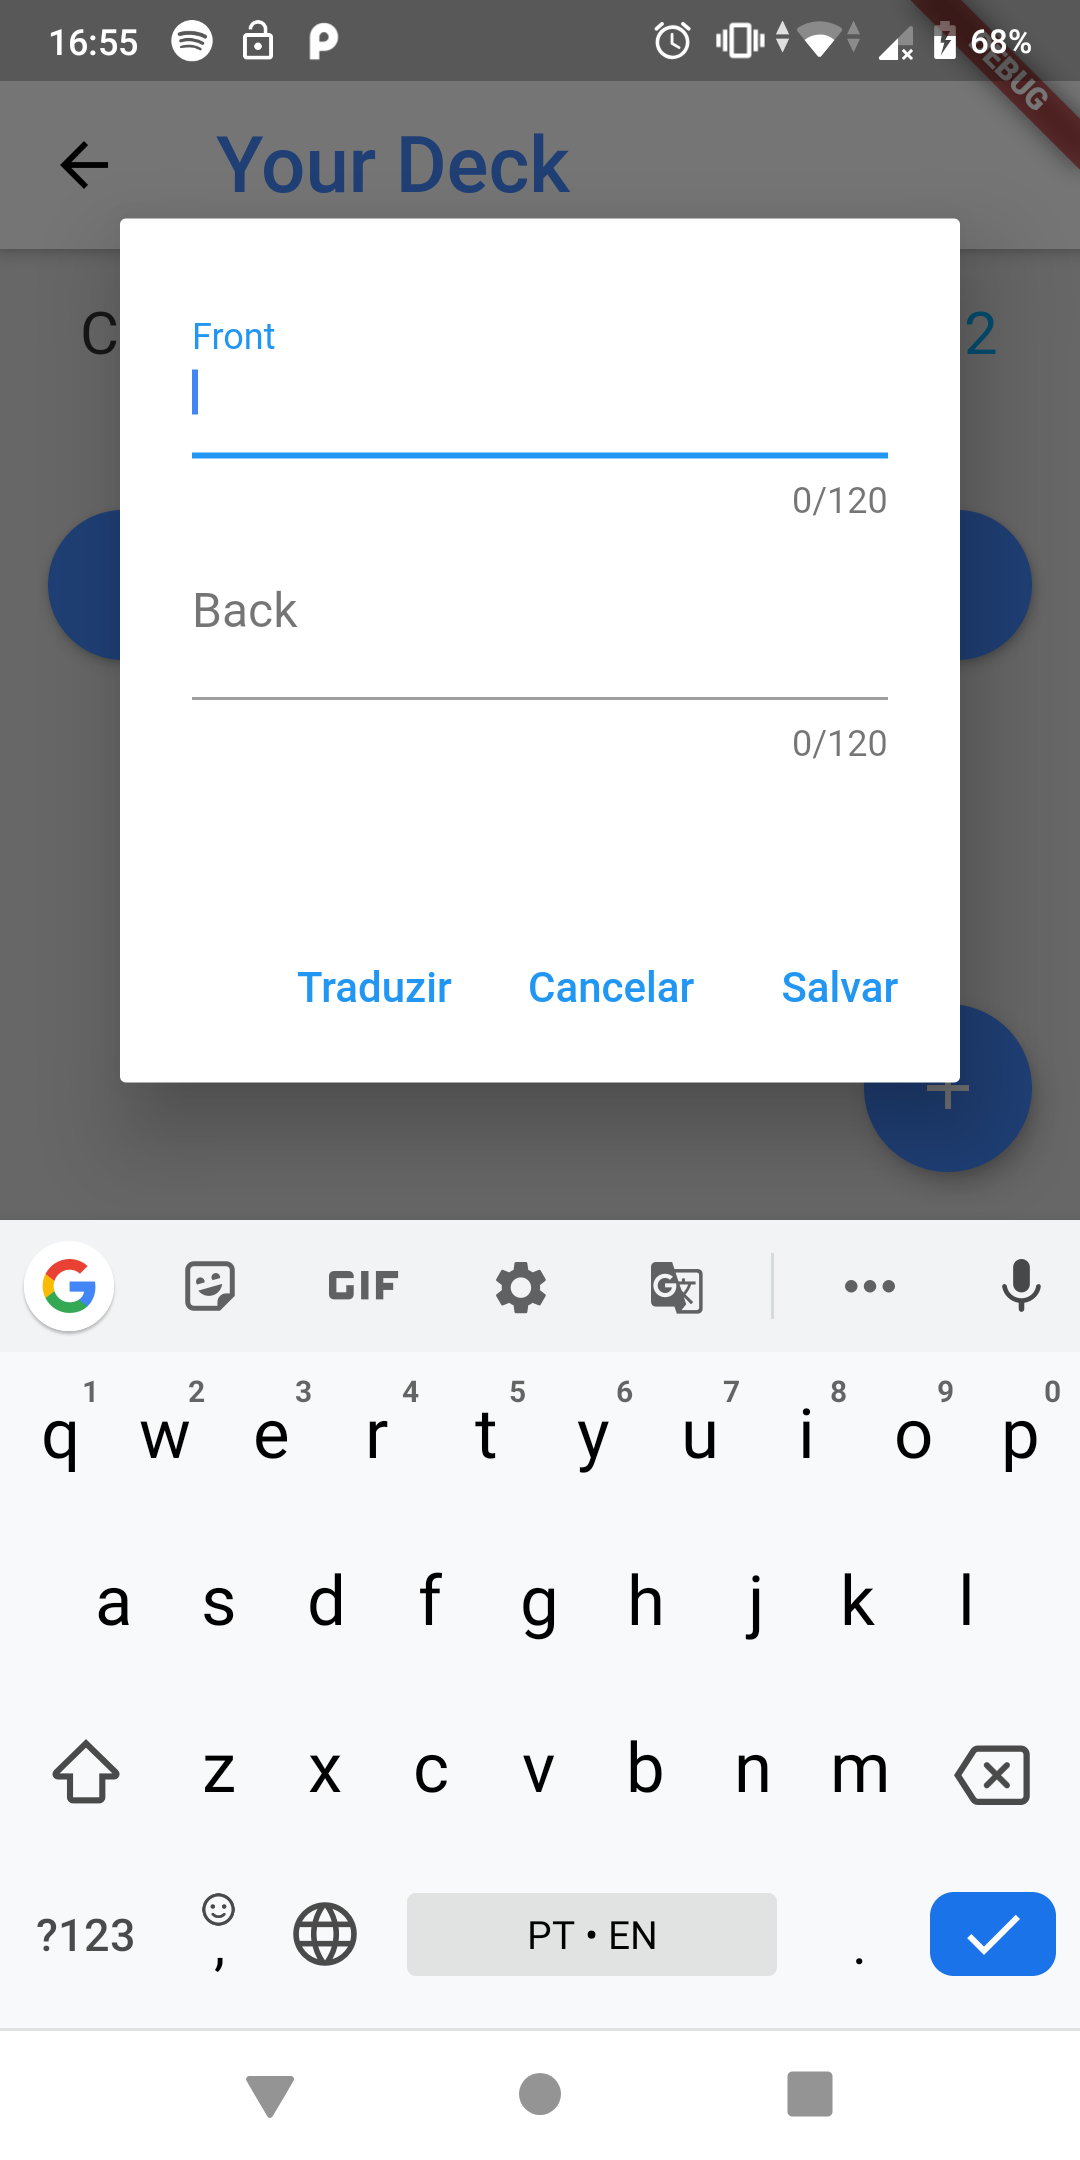 16:55 68%
EBUG
Your Deck
C 2
Front
0/120
Back
0/120
Traduzir Cancelar Salvar
GIF
1 2 3 4 5 6 7 8 9 0
q w e r t y u i o p
a s d f g h j k l
z x c v b n m
?123 , PT • EN .